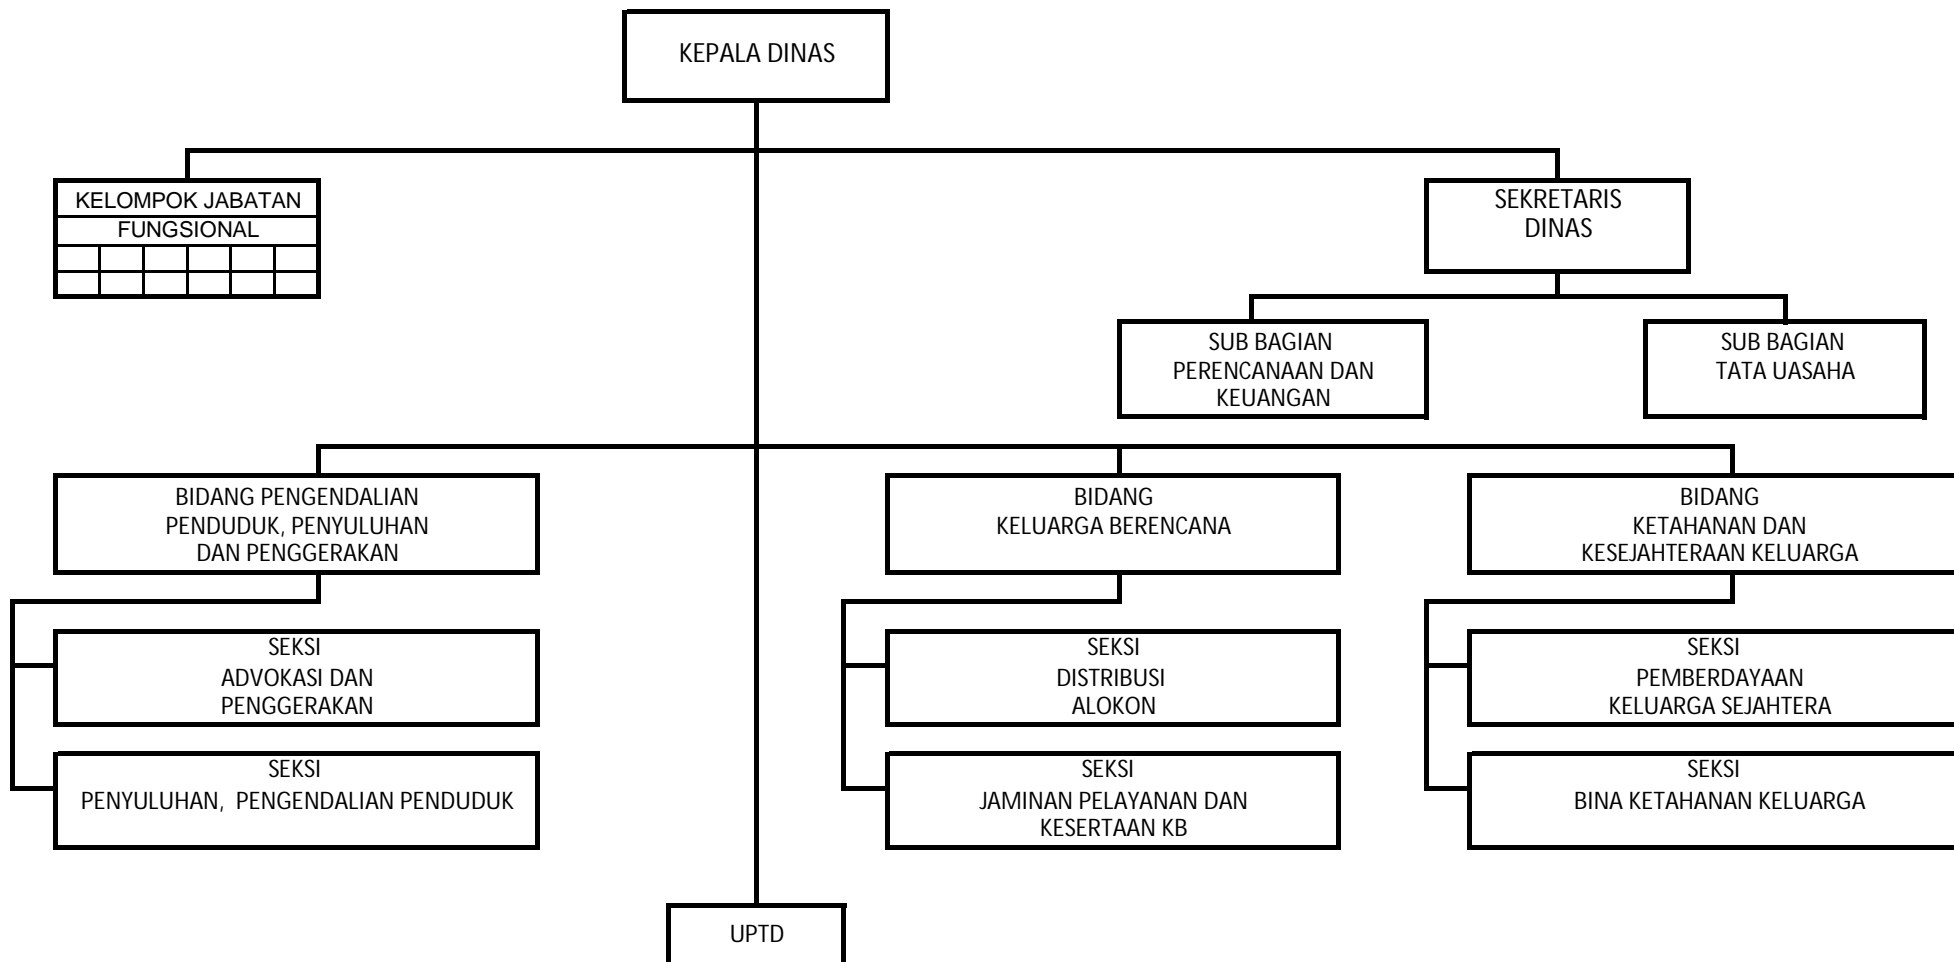 KEPALA DINAS
KELOMPOK JABATAN
FUNGSIONAL
SEKRETARIS
DINAS
SUB BAGIAN
PERENCANAAN DAN
KEUANGAN
SUB BAGIAN
TATA UASAHA
BIDANG PENGENDALIAN
PENDUDUK, PENYULUHAN
DAN PENGGERAKAN
BIDANG
KELUARGA BERENCANA
BIDANG
KETAHANAN DAN
KESEJAHTERAAN KELUARGA
SEKSI
ADVOKASI DAN
PENGGERAKAN
SEKSI
DISTRIBUSI
ALOKON
SEKSI
PEMBERDAYAAN
KELUARGA SEJAHTERA
SEKSI
PENYULUHAN, PENGENDALIAN PENDUDUK
SEKSI
JAMINAN PELAYANAN DAN
KESERTAAN KB
SEKSI
BINA KETAHANAN KELUARGA
UPTD